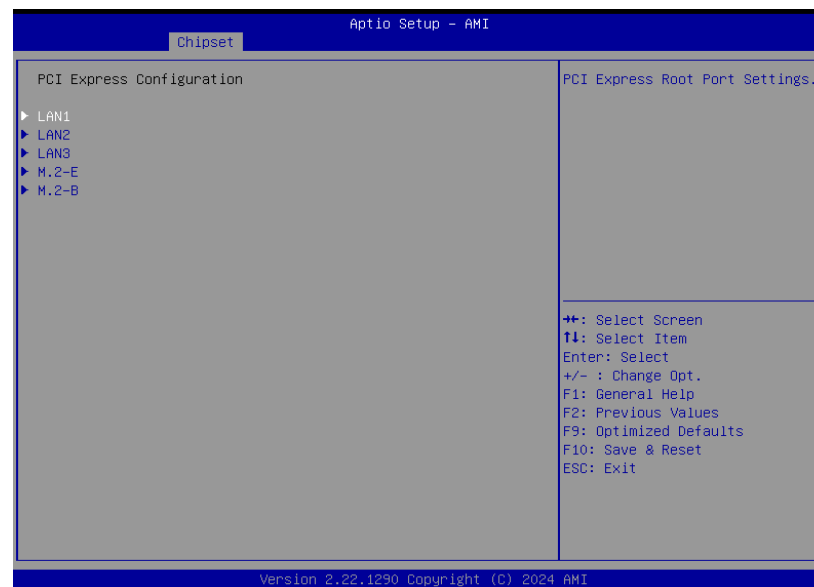 Aptio Setup – AMI
Chipset
PCI Express Configuration
LAN1
LAN2
LAN3
M.2-E
M.2-B
PCI Express Root Port Settings.
→←: Select Screen
↑↓: Select Item
Enter: Select
+/- : Change Opt.
F1: General Help
F2: Previous Values
F9: Optimized Defaults
F10: Save & Reset
ESC: Exit
Version 2.22.1290 Copyright (C) 2024 AMI